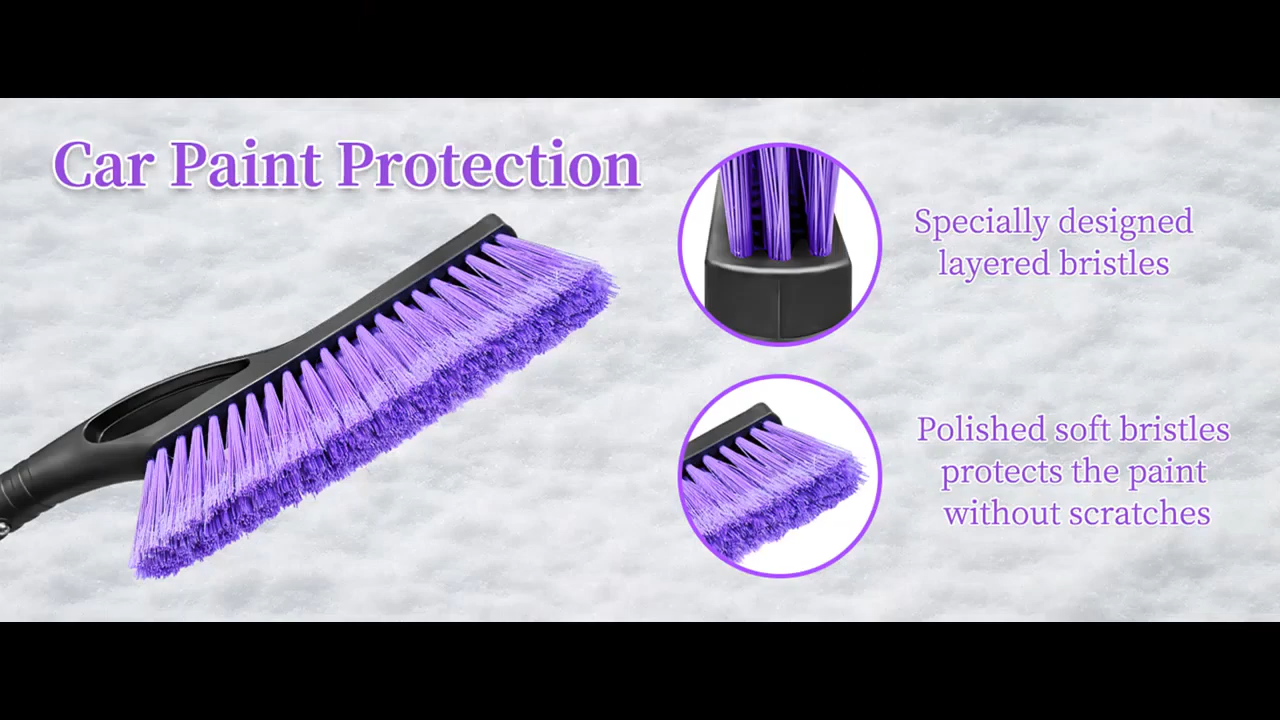 Car Paint Protection
Specially designed
layered bristles
Polished soft bristles
protects the paint
without scratches